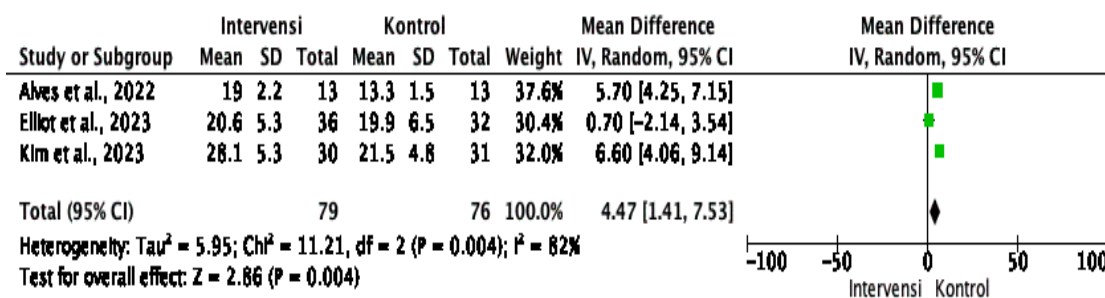 Intervensi Kontrol Mean Difference Mean Difference
Study or Subgroup Mean SD Total Mean SD Total Weight IV, Random, 95% CI IV, Random, 95% CI
Alves et al., 2022 19 2.2 13 13.3 1.5 13 37.6% 5.70 [4.25, 7.15]
Elliot et al., 2023 20.6 5.3 36 19.9 6.5 32 30.4% 0.70 [−2.14, 3.54]
Kim et al., 2023 28.1 5.3 30 21.5 4.8 31 32.0% 6.60 [4.06, 9.14]
Total (95% CI) 79 76 100.0% 4.47 [1.41, 7.53]
Heterogeneity: Tau² = 5.95; Chi² = 11.21, df = 2 (P = 0.004); I² = 82%
Test for overall effect: Z = 2.86 (P = 0.004)
−100 −50 0 50 100
Intervensi Kontrol